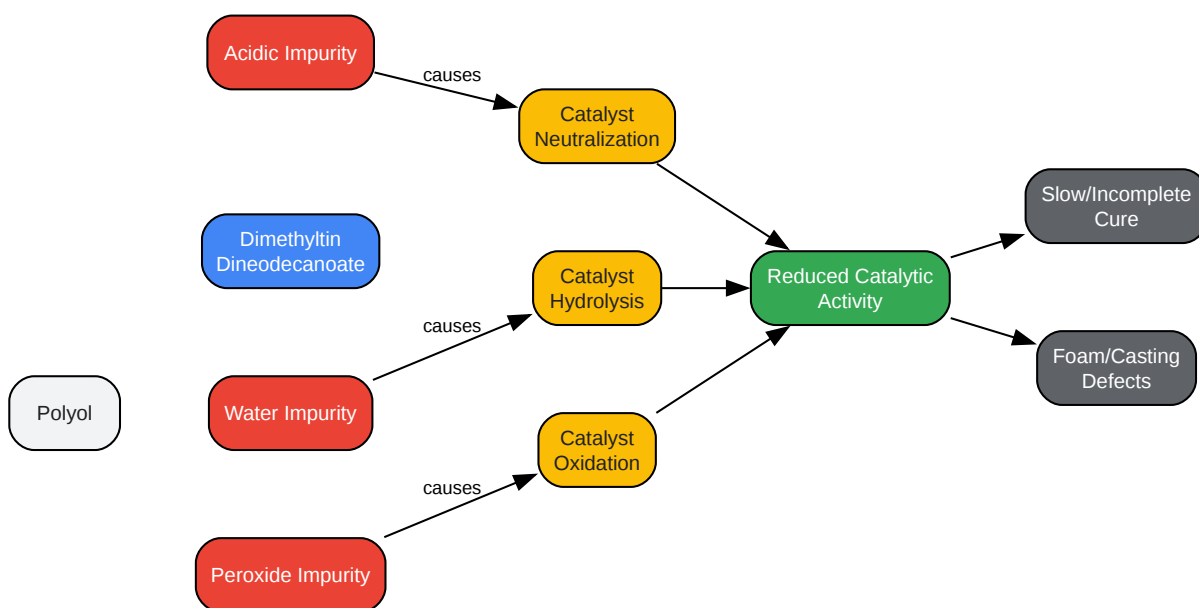 Acidic Impurity
causes
Catalyst
Neutralization
Slow/Incomplete
Cure
Dimethyltin
Dineodecanoate
Catalyst
Hydrolysis
Reduced Catalytic
Activity
causes
Foam/Casting
Defects
Polyol
Water Impurity
Catalyst
Oxidation
causes
Peroxide Impurity